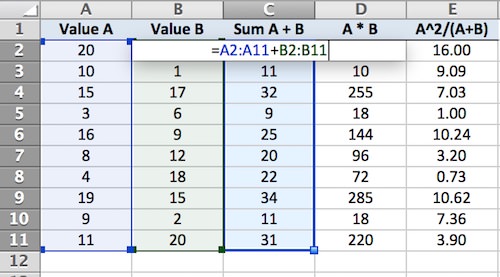 A B C D E
1 Value A Value B Sum A + B A * B A^2/(A+B)
2 20 =A2:A11+B2:B11 16.00
3 10 1 11 10 9.09
4 15 17 32 255 7.03
5 3 6 9 18 1.00
6 16 9 25 144 10.24
7 8 12 20 96 3.20
8 4 18 22 72 0.73
9 19 15 34 285 10.62
10 9 2 11 18 7.36
11 11 20 31 220 3.90
12